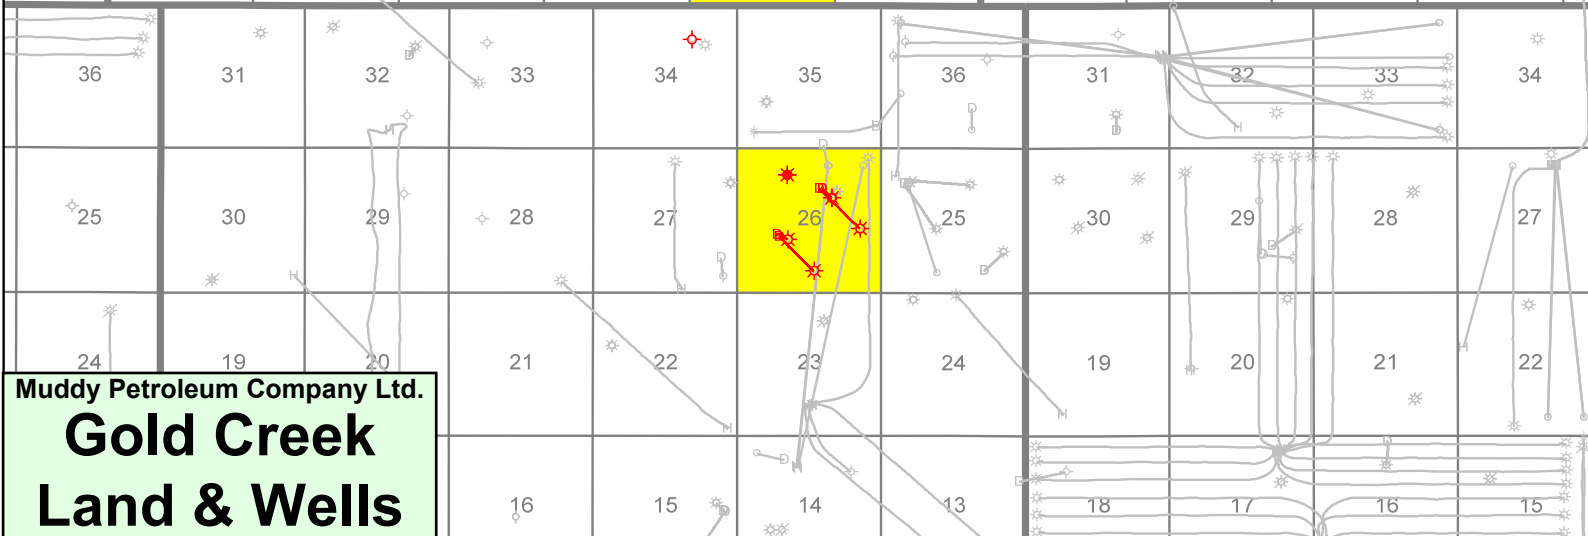 36 31 32 33 34 35 36 31 32 33 34
D
D
D
H
B
H
D
25 30 29 28 27 26 25 30 29 28 27
H
D
D
D
D
D
D
H
D
H
H
24 19 20 21 22 23 24 19 20 21 22
H
H
H
H
Muddy Petroleum Company Ltd.
Gold Creek
Land & Wells
D
D
16 15 14 13 18 17 16 15